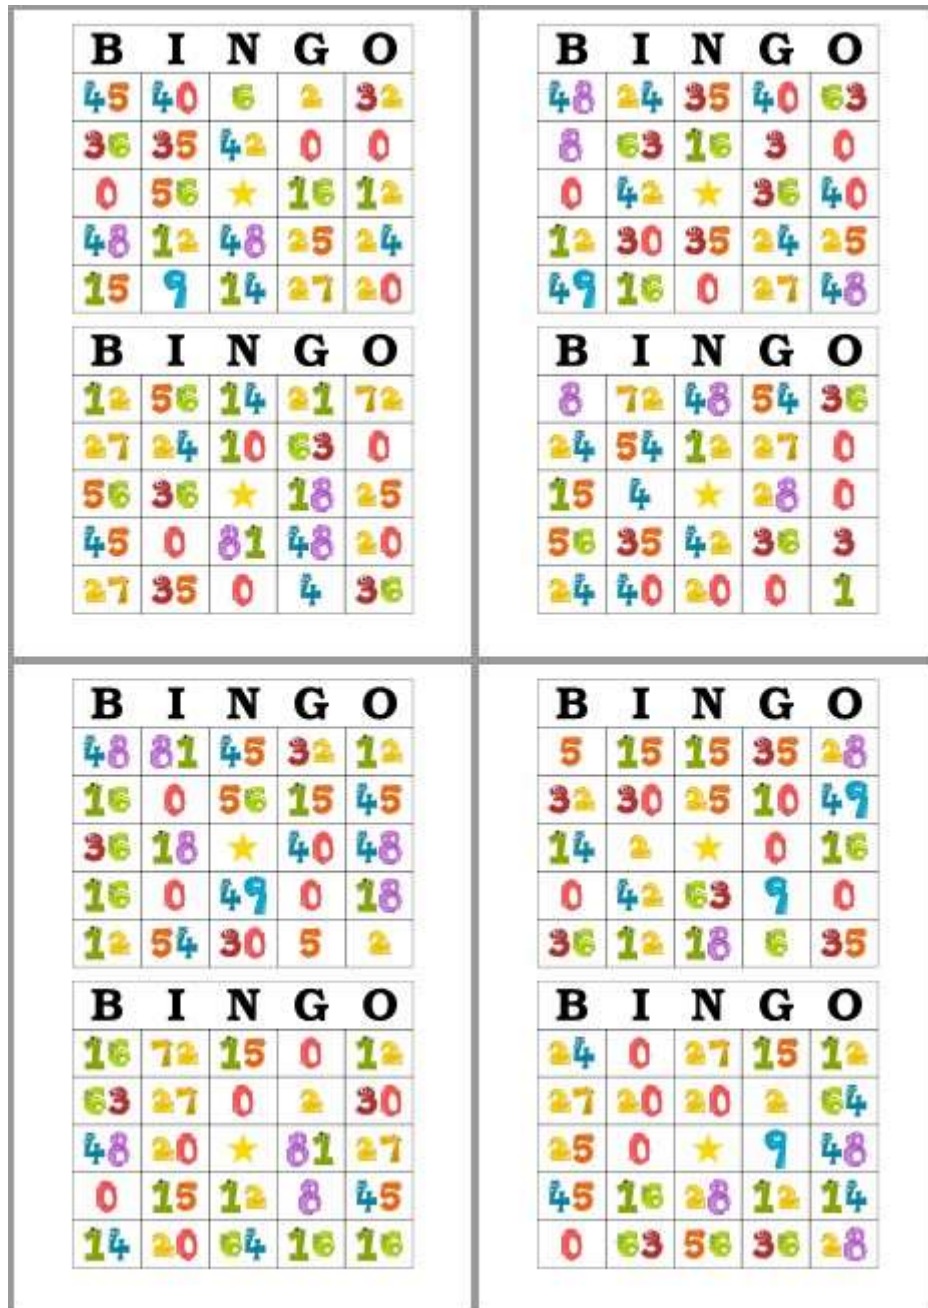 B I N G O
45 40 6 2 32
36 35 42 0 0
0 56 16 12
48 12 48 25 24
15 9 14 27 20
B I N G O
12 56 14 21 72
27 24 10 63 0
56 36 18 25
45 0 81 48 20
27 35 0 4 36
B I N G O
48 24 35 40 63
8 63 16 3 0
0 42 36 40
12 30 35 24 25
49 16 0 27 48
B I N G O
8 72 48 54 36
24 54 12 27 0
15 4 28 0
56 35 42 36 3
24 40 20 0 1
B I N G O
48 81 45 32 12
16 0 56 15 45
36 18 40 48
16 0 49 0 18
12 54 30 5 2
B I N G O
16 72 15 0 12
63 27 0 2 30
48 20 81 27
0 15 12 8 45
14 20 64 16 16
B I N G O
5 15 15 35 28
32 30 25 10 49
14 2 0 16
0 42 63 9 0
36 12 18 6 35
B I N G O
24 0 27 15 12
27 20 20 2 64
25 0 9 48
45 16 28 12 14
0 63 56 36 28